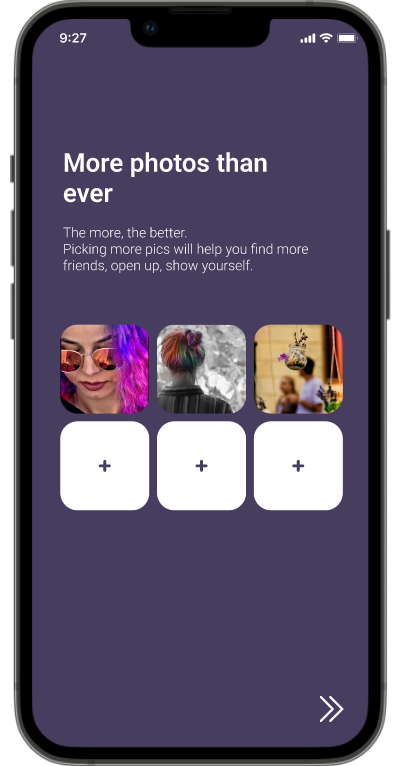 9:27
More photos than
ever
The more, the better.
Picking more pics will help you find more
friends, open up, show yourself.